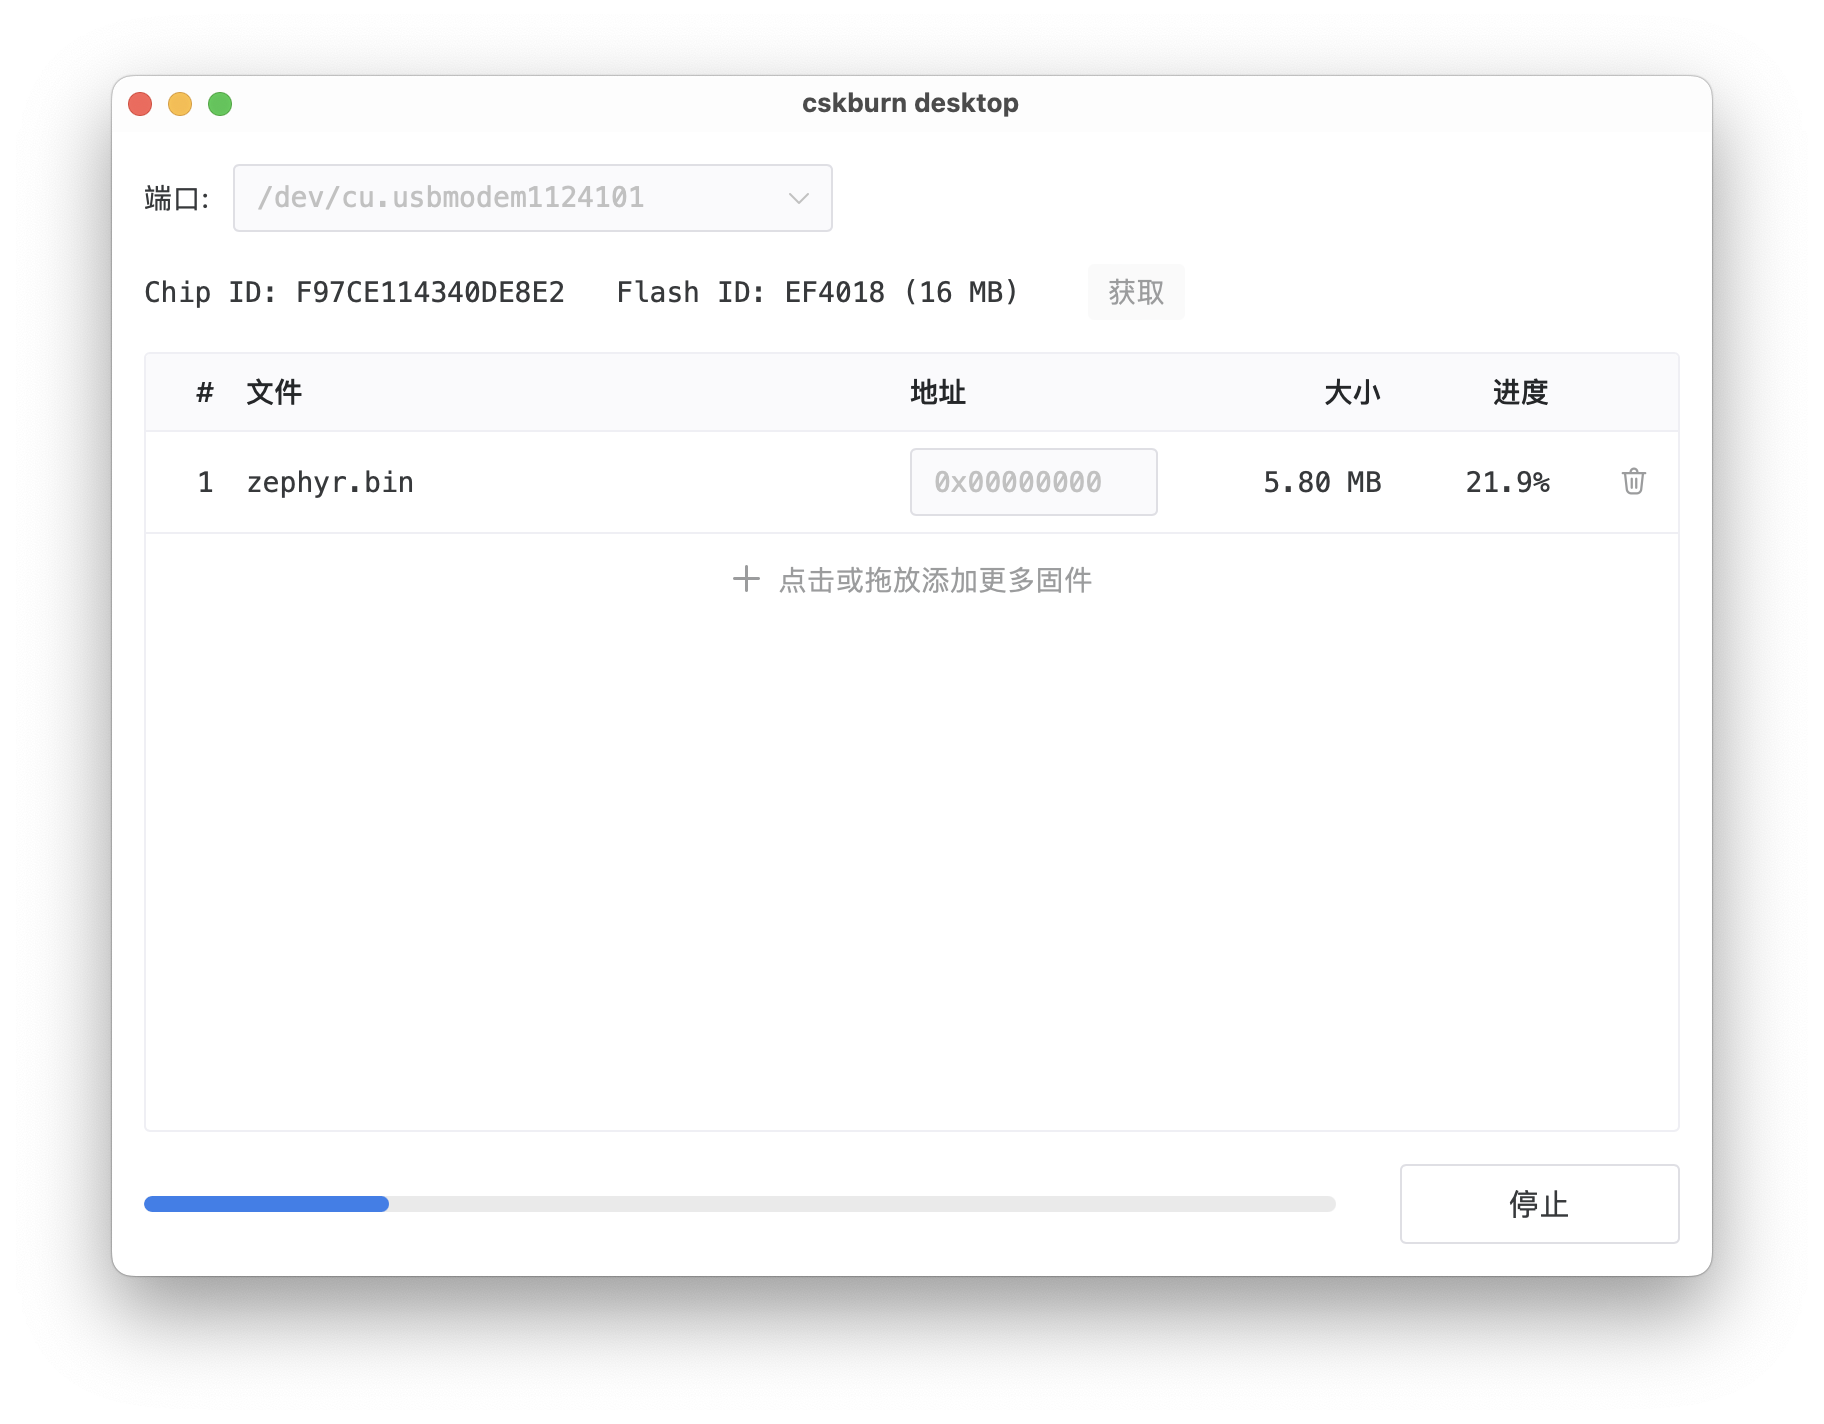 cskburn desktop
端口: /dev/cu.usbmodem1124101
Chip ID: F97CE114340DE8E2 Flash ID: EF4018 (16 MB) 获取
# 文件 地址 大小 进度
1 zephyr.bin 0x00000000 5.80 MB 21.9%
点击或拖放添加更多固件
停止